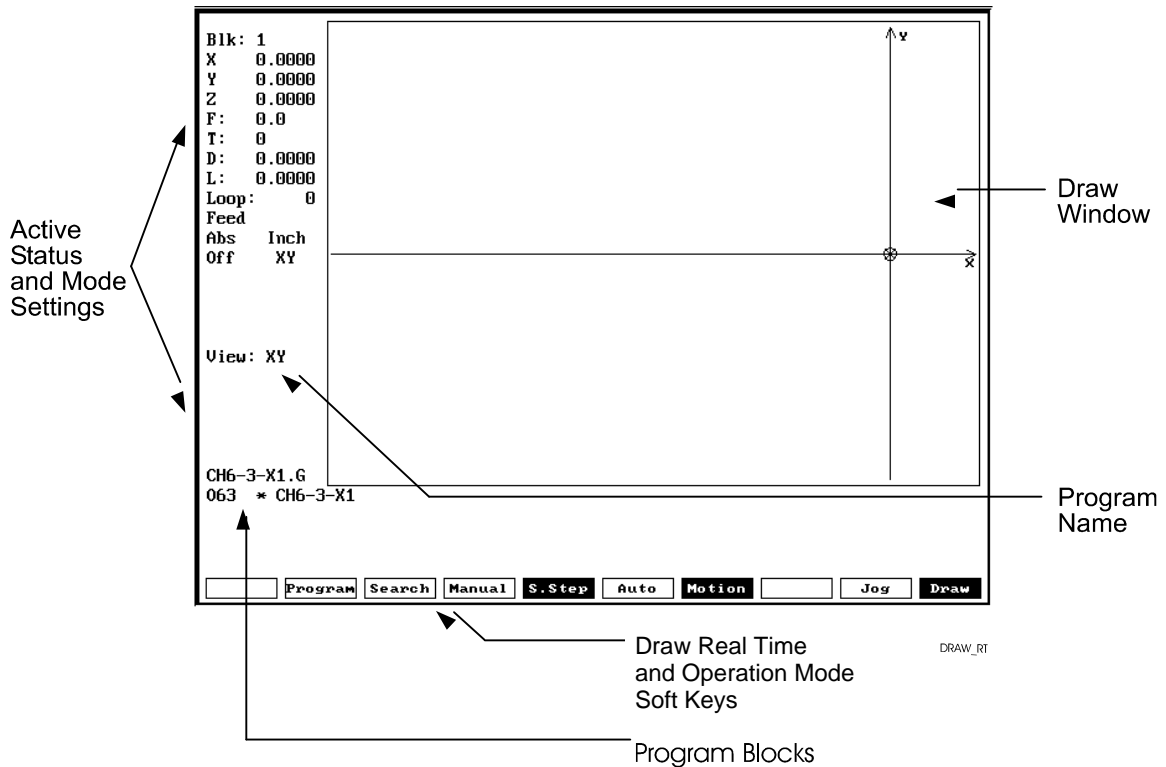 Blk: 1
X 0.0000
Y 0.0000
Z 0.0000
F: 0.0
T: 0
D: 0.0000
L: 0.0000
Loop: 0
Feed
Abs Inch
Off XY
View: XY
CH6-3-X1.G
O63 * CH6-3-X1
Y
X
Program Search Manual S.Step Auto Motion Jog Draw
Active
Status
and Mode
Settings
Draw
Window
Program
Name
Draw Real Time
and Operation Mode
Soft Keys
DRAW_RT
Program Blocks